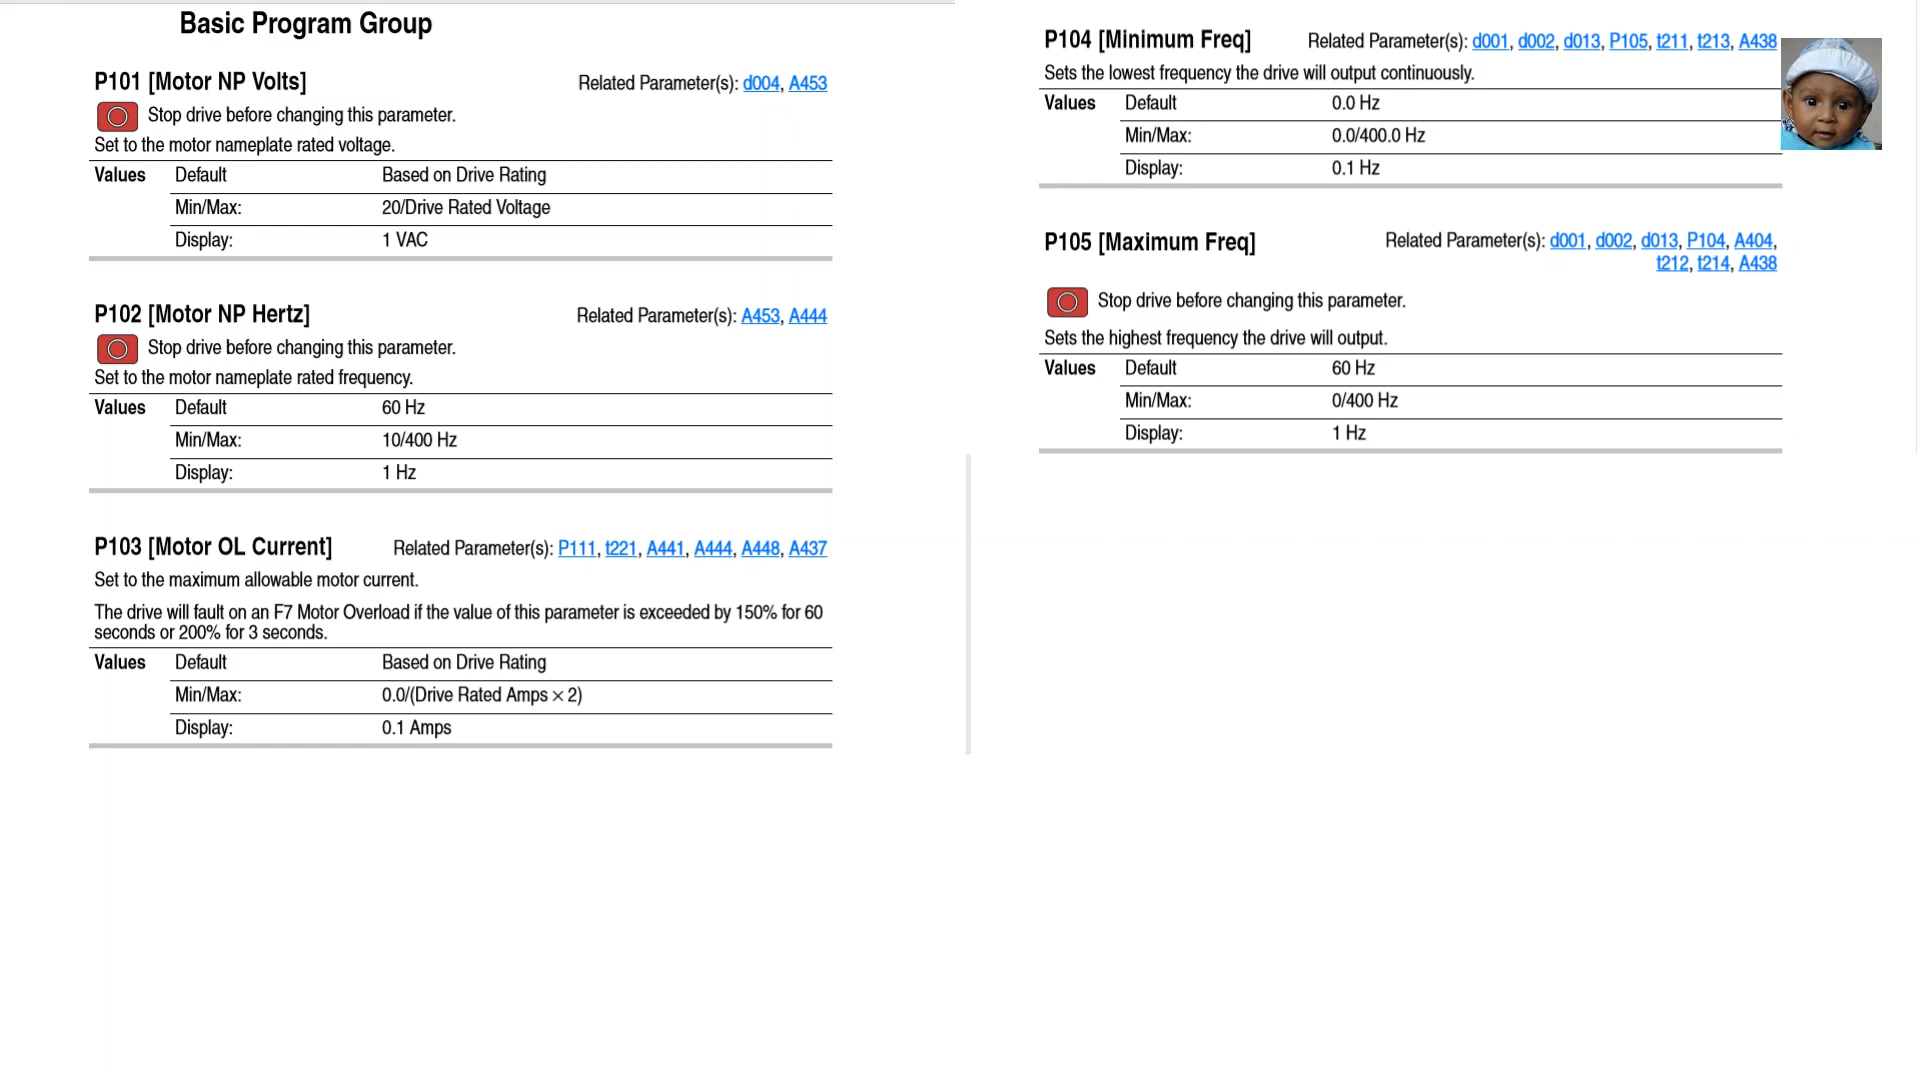 Basic Program Group
P101 [Motor NP Volts] Related Parameter(s): d004, A453
Stop drive before changing this parameter.
Set to the motor nameplate rated voltage.
Values Default Based on Drive Rating
Min/Max: 20/Drive Rated Voltage
Display: 1 VAC
P102 [Motor NP Hertz] Related Parameter(s): A453, A444
Stop drive before changing this parameter.
Set to the motor nameplate rated frequency.
Values Default 60 Hz
Min/Max: 10/400 Hz
Display: 1 Hz
P103 [Motor OL Current] Related Parameter(s): P111, t221, A441, A444, A448, A437
Set to the maximum allowable motor current.
The drive will fault on an F7 Motor Overload if the value of this parameter is exceeded by 150% for 60
seconds or 200% for 3 seconds.
Values Default Based on Drive Rating
Min/Max: 0.0/(Drive Rated Amps × 2)
Display: 0.1 Amps
P104 [Minimum Freq] Related Parameter(s): d001, d002, d013, P105, t211, t213, A438
Sets the lowest frequency the drive will output continuously.
Values Default 0.0 Hz
Min/Max: 0.0/400.0 Hz
Display: 0.1 Hz
P105 [Maximum Freq] Related Parameter(s): d001, d002, d013, P104, A404,
t212, t214, A438
Stop drive before changing this parameter.
Sets the highest frequency the drive will output.
Values Default 60 Hz
Min/Max: 0/400 Hz
Display: 1 Hz